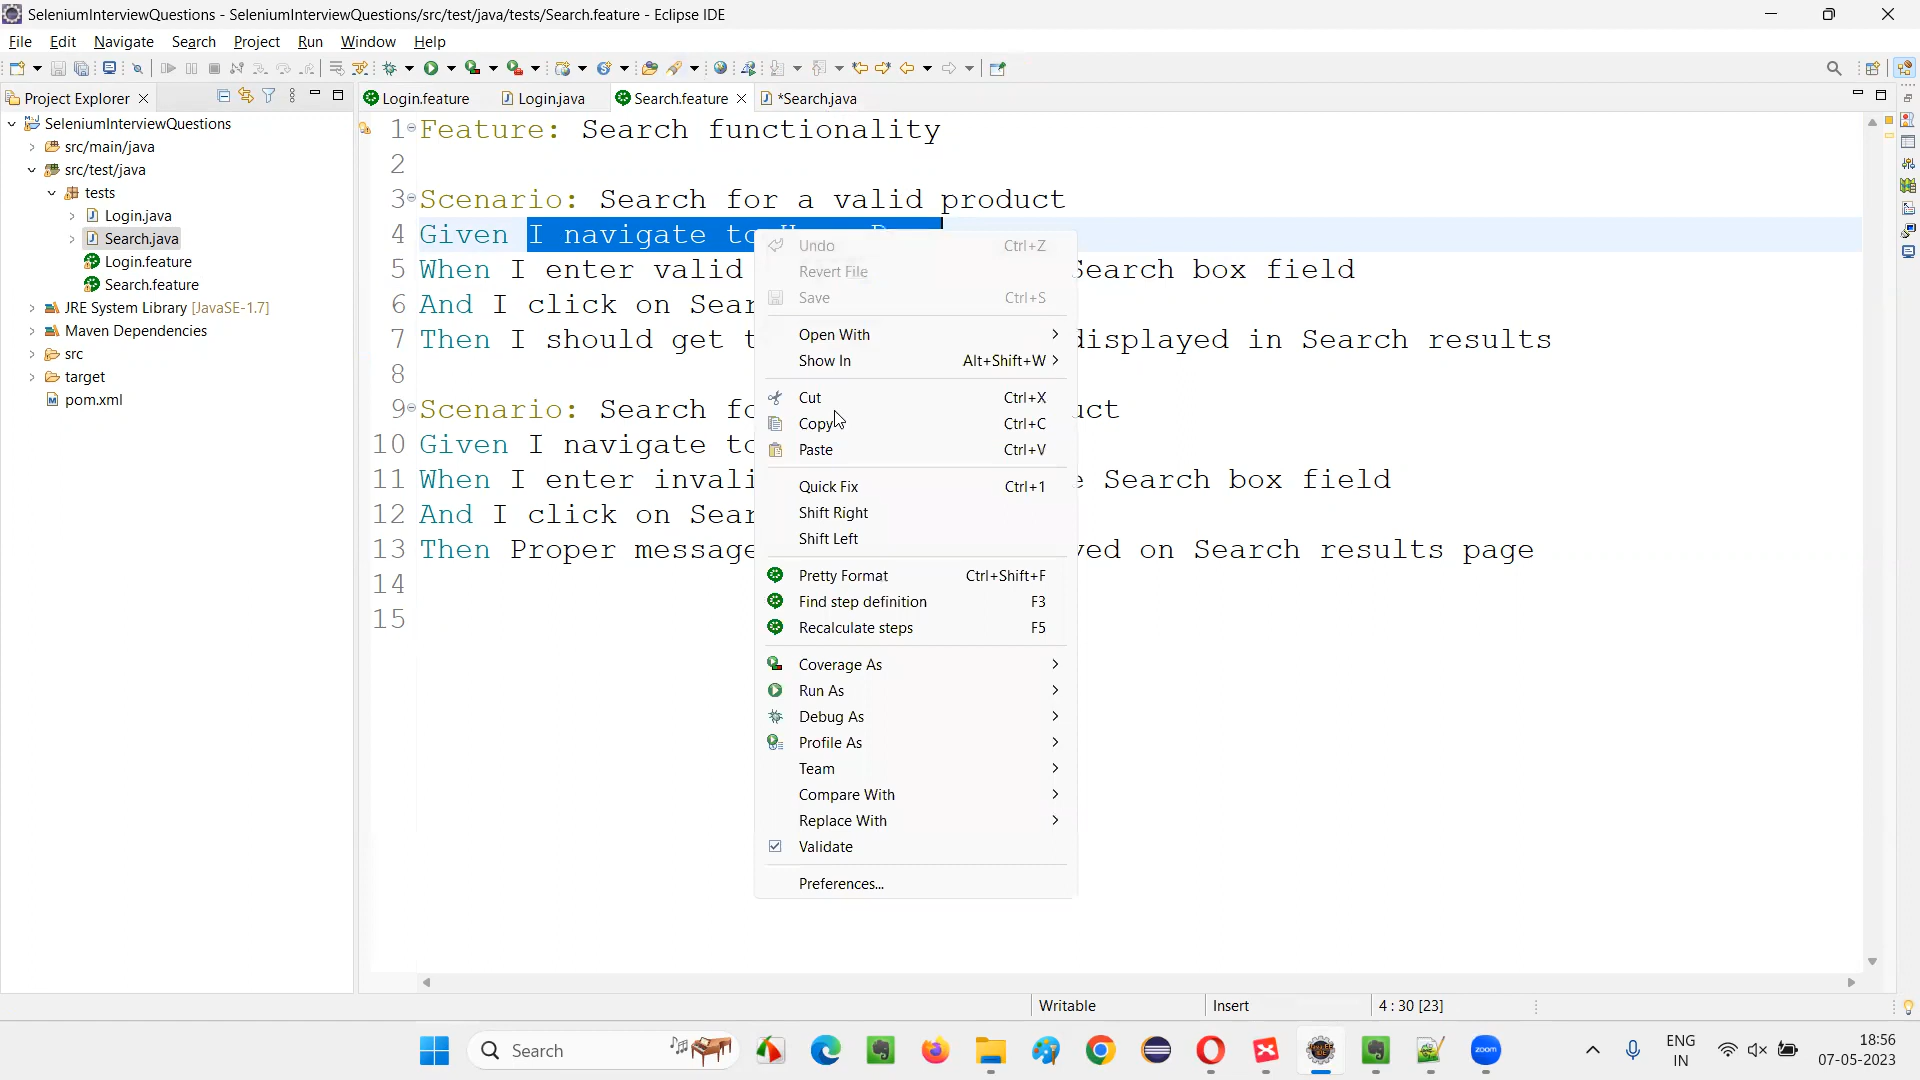 SeleniumInterviewQuestions - SeleniumInterviewQuestions/src/test/java/tests/Search.feature - Eclipse IDE
File Edit Navigate Search Project Run Window Help
Project Explorer
Login.feature
Login.java
Search.feature
*Search.java
SeleniumInterviewQuestions
src/main/java
src/test/java
tests
Login.java
Search.java
Login.feature
Search.feature
JRE System Library [JavaSE-1.7]
Maven Dependencies
src
target
pom.xml
1 Feature: Search functionality
2
3 Scenario: Search for a valid product
4 Given I navigate to
5 When I enter valid Search box field
6 And I click on Sear
7 Then I should get t displayed in Search results
8
9 Scenario: Search fo uct
10 Given I navigate to
11 When I enter invali e Search box field
12 And I click on Sear
13 Then Proper message yed on Search results page
14
15
Undo Ctrl+Z
Revert File
Save Ctrl+S
Open With
Show In Alt+Shift+W
Cut Ctrl+X
Copy Ctrl+C
Paste Ctrl+V
Quick Fix Ctrl+1
Shift Right
Shift Left
Pretty Format Ctrl+Shift+F
Find step definition F3
Recalculate steps F5
Coverage As
Run As
Debug As
Profile As
Team
Compare With
Replace With
Validate
Preferences...
Writable Insert 4 : 30 [23]
Search
zoom
ENG
IN
18:56
07-05-2023